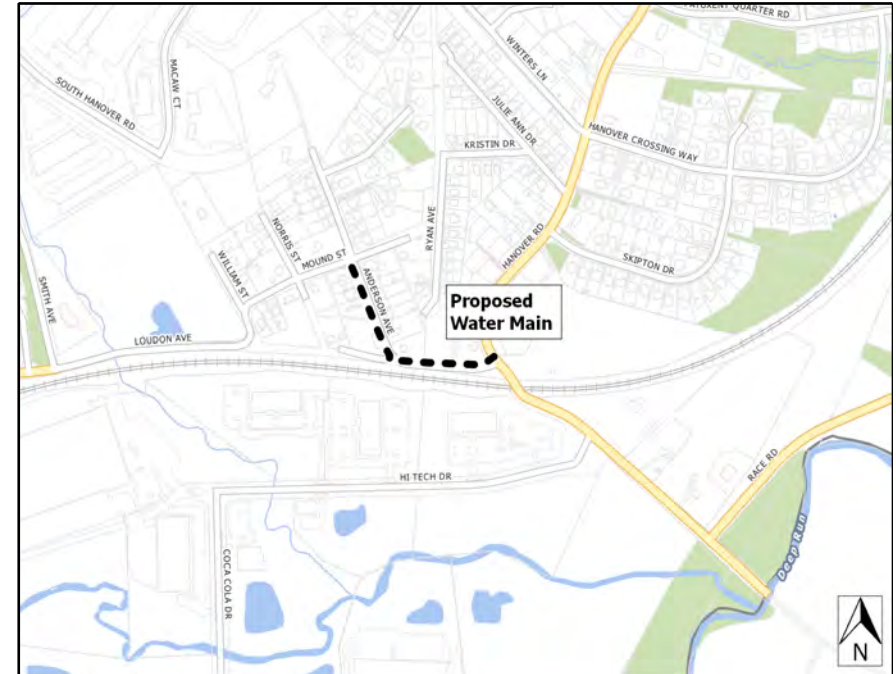 PATUXENT QUARTER RD
WINTERS LN
MACAW CT
SOUTH HANOVER RD
JULIE ANN DR
HANOVER CROSSING WAY
KRISTIN DR
NORRIS ST
RYAN AVE
HANOVER RD
MOUND ST
WILLIAM ST
SKIPTON DR
SMITH AVE
ANDERSON AVE
Proposed
Water Main
LOUDON AVE
RACE RD
HI TECH DR
Deep Run
COCA COLA DR
N